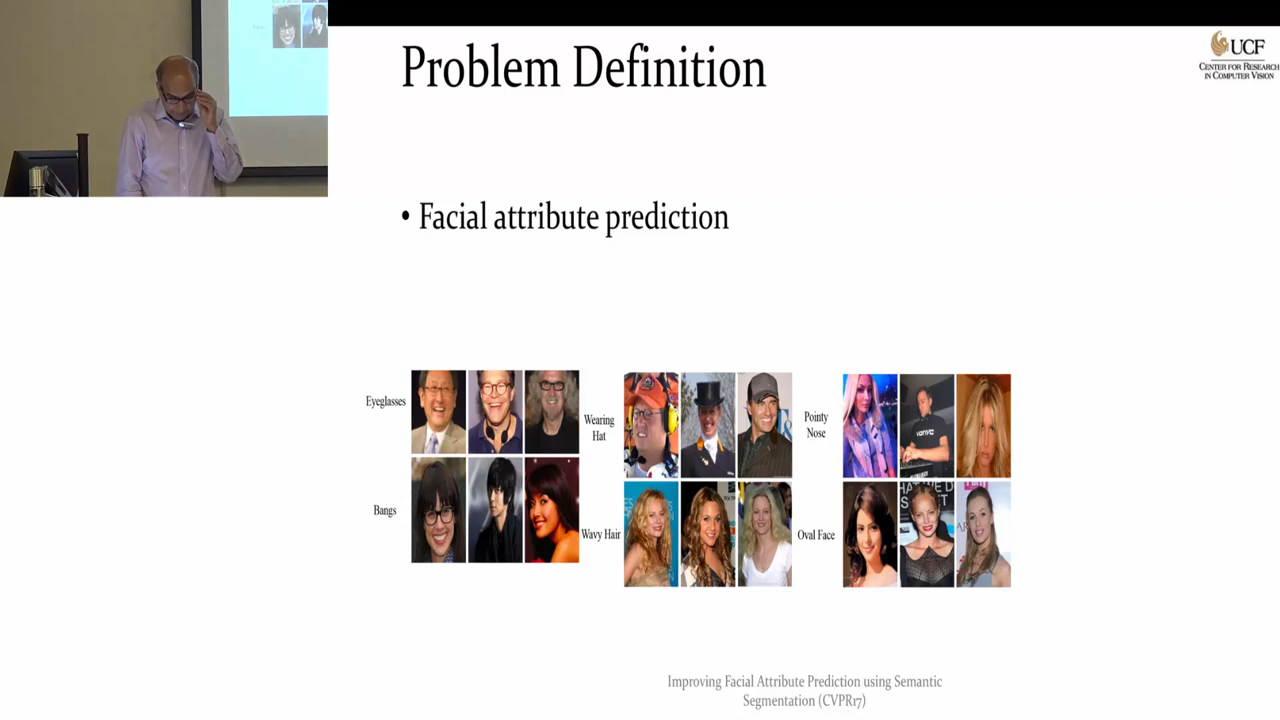 Problem Definition
UCF
CENTER FOR RESEARCH
IN COMPUTER VISION
• Facial attribute prediction
Eyeglasses
Bangs
Wearing
Hat
Wavy Hair
Pointy
Nose
Oval Face
Improving Facial Attribute Prediction using Semantic
Segmentation (CVPR17)